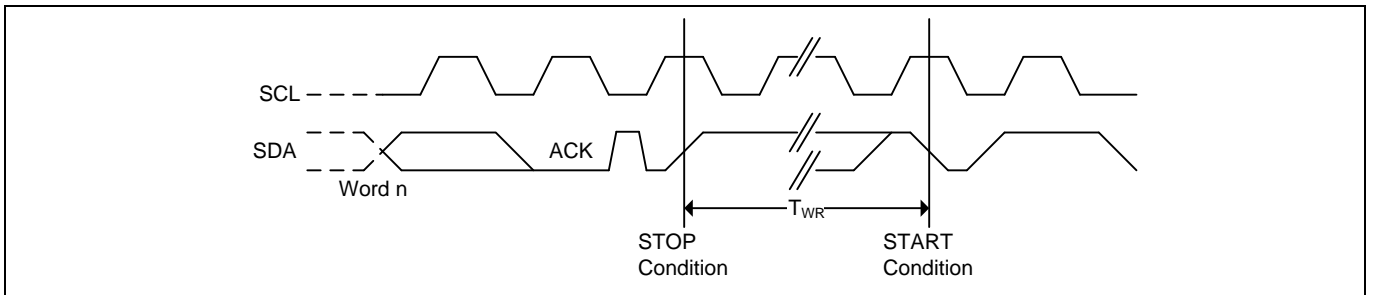 SCL
SDA
ACK
Word n
TWR
STOP
Condition
START
Condition